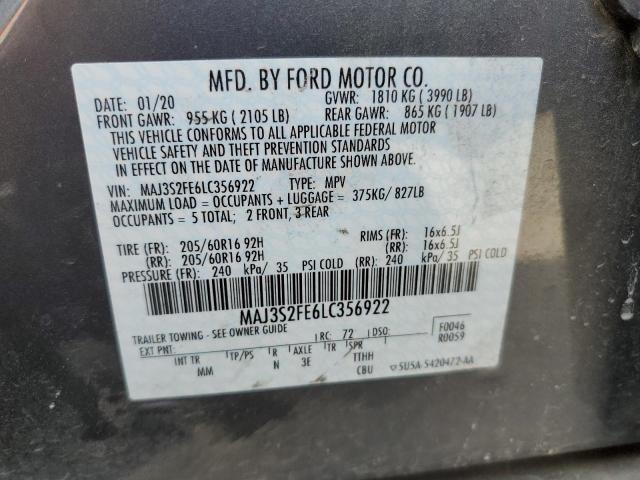 MFD. BY FORD MOTOR CO.
DATE: 01/20 GVWR: 1810 KG ( 3990 LB)
FRONT GAWR: 955 KG ( 2105 LB) REAR GAWR: 865 KG ( 1907 LB)
THIS VEHICLE CONFORMS TO ALL APPLICABLE FEDERAL MOTOR
VEHICLE SAFETY AND THEFT PREVENTION STANDARDS
IN EFFECT ON THE DATE OF MANUFACTURE SHOWN ABOVE.
VIN: MAJ3S2FE6LC356922 TYPE: MPV
MAXIMUM LOAD = OCCUPANTS + LUGGAGE = 375KG/ 827LB
OCCUPANTS = 5 TOTAL; 2 FRONT, 3 REAR
TIRE (FR): 205/60R16 92H RIMS (FR): 16x6.5J
(RR): 205/60R16 92H (RR): 16x6.5J
PRESSURE (FR): 240 kPa/ 35 PSI COLD (RR): 240 kPa/ 35 PSI COLD
MAJ3S2FE6LC356922
TRAILER TOWING - SEE OWNER GUIDE
EXT PNT: RC: 72 DSO: F0046
R0059
INT TR TP/PS R AXLE TR SPR
MM N 3E TTHH
CBU 5U5A-S420472-AA